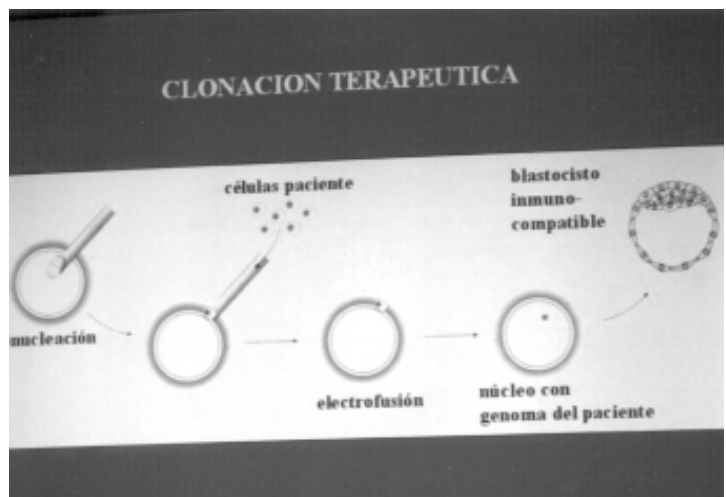 CLONACION TERAPEUTICA
células paciente
blastocisto
inmuno-
compatible
nucleación
electrofusión
núcleo con
genoma del paciente